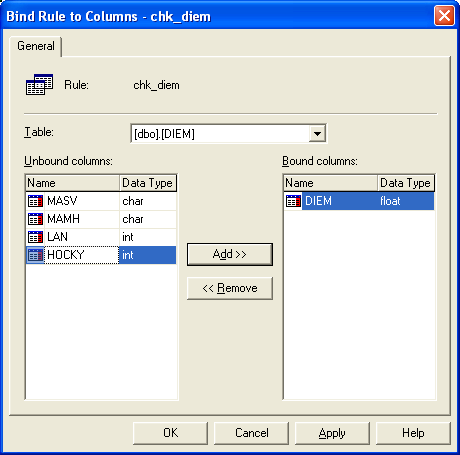 Bind Rule to Columns - chk_diem
General
Rule: chk_diem
Table: [dbo].[DIEM]
Unbound columns:
Name Data Type
MASV char
MAMH char
LAN int
HOCKY int
Add >>
<< Remove
Bound columns:
Name Data Type
DIEM float
OK Cancel Apply Help